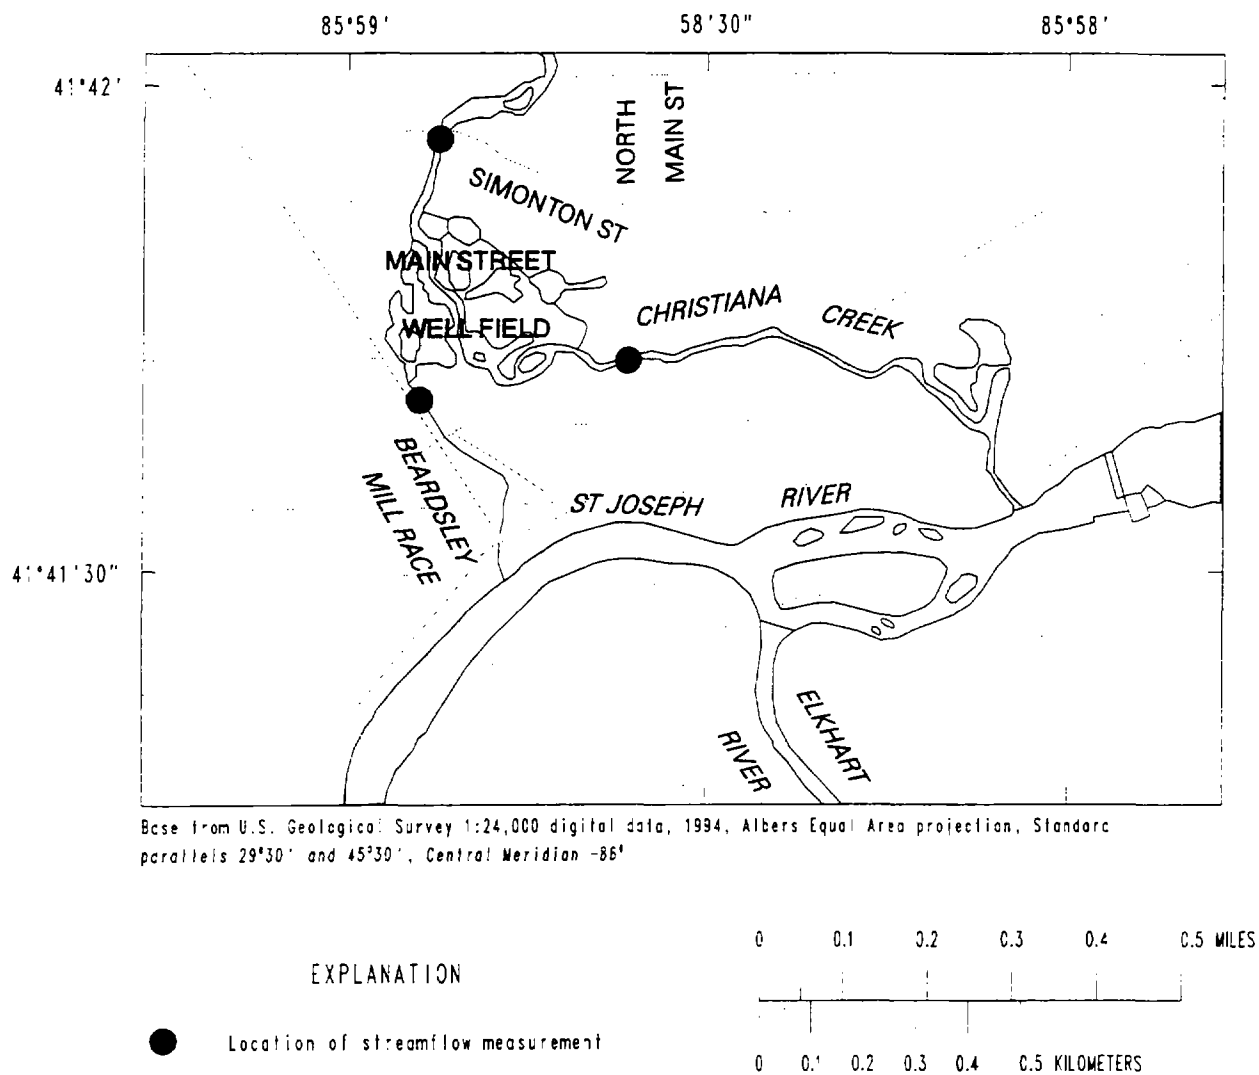 85°59' 58'30" 85°58'
41°42'
NORTH
MAIN ST
SIMONTON ST
MAIN STREET
WELL FIELD
CHRISTIANA CREEK
BEARDSLEY
MILL RACE
ST JOSEPH RIVER
41°41'30"
ELKHART
RIVER
Base from U.S. Geological Survey 1:24,000 digital data, 1994, Albers Equal Area projection, Standard
parallels 29°30' and 45°30', Central Meridian -86°
0 0.1 0.2 0.3 0.4 0.5 MILES
EXPLANATION
Location of streamflow measurement
0 0.1 0.2 0.3 0.4 0.5 KILOMETERS